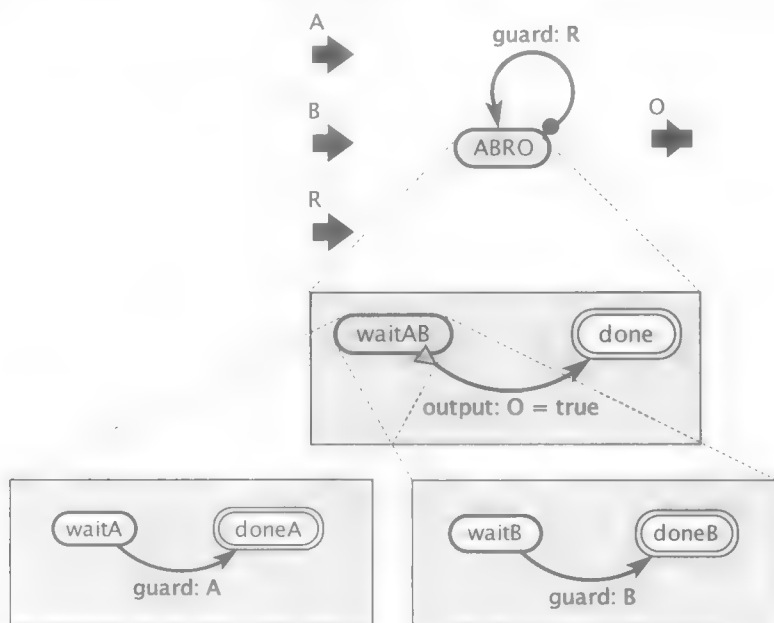 A
guard: R
B
O
ABRO
R
waitAB
done
output: O = true
waitA
doneA
guard: A
waitB
doneB
guard: B